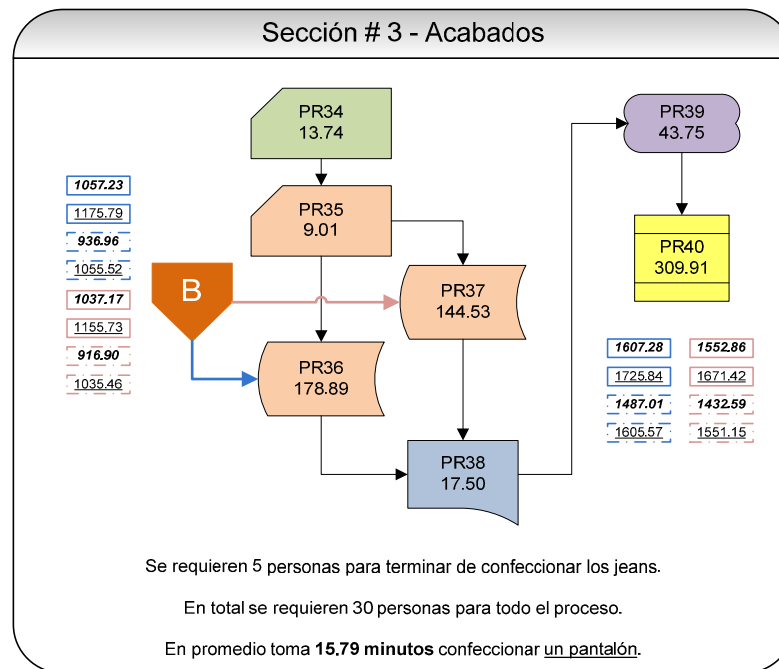 Sección # 3 - Acabados
PR34
13.74
PR39
43.75
1057.23
1175.79
936.96
1055.52
1037.17
1155.73
916.90
1035.46
PR35
9.01
B
PR37
144.53
PR40
309.91
PR36
178.89
1607.28 1552.86
1725.84 1671.42
1487.01 1432.59
1605.57 1551.15
PR38
17.50
Se requieren 5 personas para terminar de confeccionar los jeans.
En total se requieren 30 personas para todo el proceso.
En promedio toma 15.79 minutos confeccionar un pantalón.